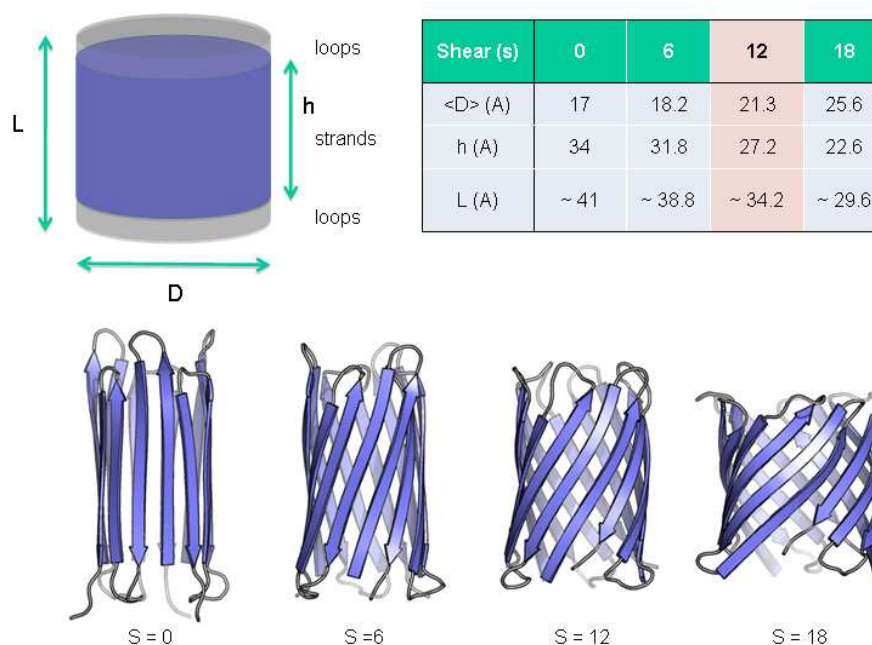 loops
L
h
strands
loops
D
Shear (s) 0 6 12 18
<D> (A) 17 18.2 21.3 25.6
h (A) 34 31.8 27.2 22.6
L (A) ~ 41 ~ 38.8 ~ 34.2 ~ 29.6
S = 0 S =6 S = 12 S = 18